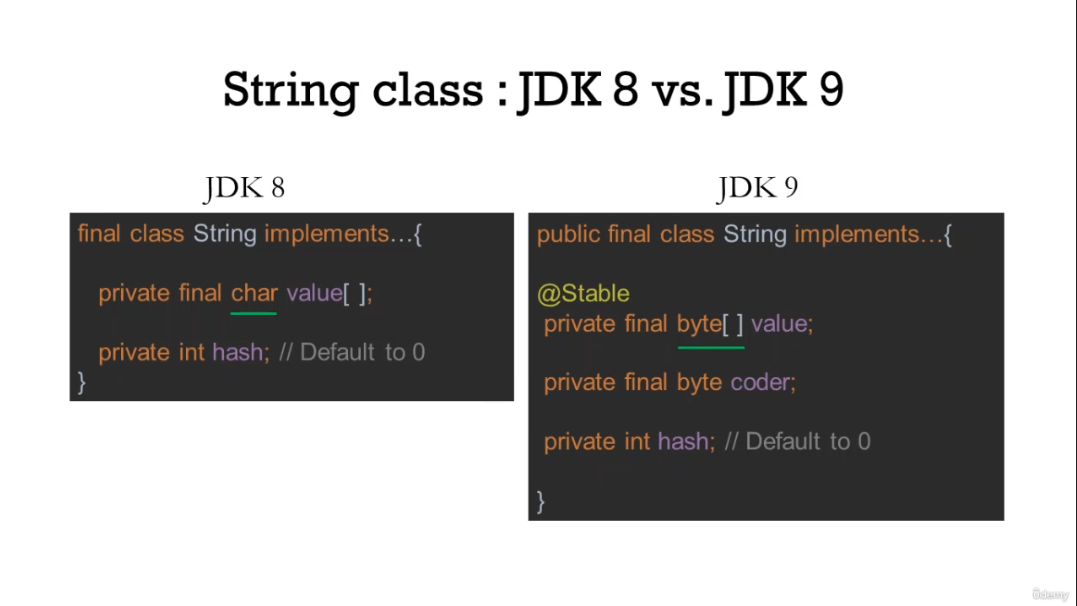 String class : JDK 8 vs. JDK 9
JDK 8
final class String implements...{
private final char value[ ];
private int hash; // Default to 0
}
JDK 9
public final class String implements...{
@Stable
private final byte[ ] value;
private final byte coder;
private int hash; // Default to 0
}
ûdemy